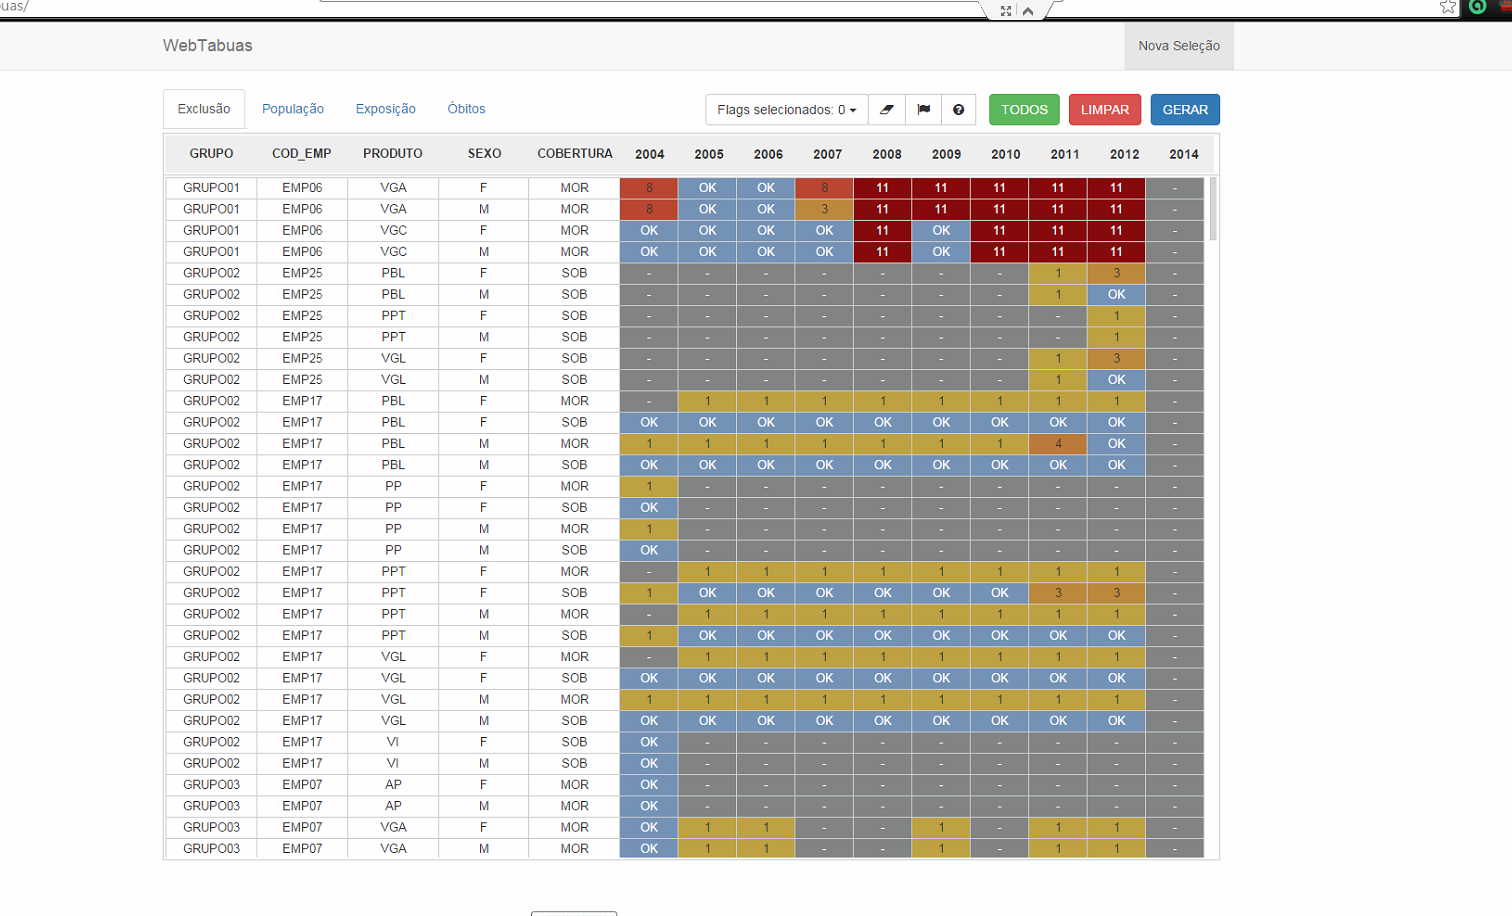 uas/
WebTabuas
Nova Seleção
Exclusão População Exposição Óbitos Flags selecionados: 0 TODOS LIMPAR GERAR
GRUPO COD_EMP PRODUTO SEXO COBERTURA 2004 2005 2006 2007 2008 2009 2010 2011 2012 2014
GRUPO01 EMP06 VGA F MOR 8 OK OK 8 11 11 11 11 11 -
GRUPO01 EMP06 VGA M MOR 8 OK OK 3 11 11 11 11 11 -
GRUPO01 EMP06 VGC F MOR OK OK OK OK 11 OK 11 11 11 -
GRUPO01 EMP06 VGC M MOR OK OK OK OK 11 OK 11 11 11 -
GRUPO02 EMP25 PBL F SOB - - - - - - - 1 3 -
GRUPO02 EMP25 PBL M SOB - - - - - - - 1 OK -
GRUPO02 EMP25 PPT F SOB - - - - - - - - 1 -
GRUPO02 EMP25 PPT M SOB - - - - - - - - 1 -
GRUPO02 EMP25 VGL F SOB - - - - - - - 1 3 -
GRUPO02 EMP25 VGL M SOB - - - - - - - 1 OK -
GRUPO02 EMP17 PBL F MOR - 1 1 1 1 1 1 1 1 -
GRUPO02 EMP17 PBL F SOB OK OK OK OK OK OK OK OK OK -
GRUPO02 EMP17 PBL M MOR 1 1 1 1 1 1 1 4 OK -
GRUPO02 EMP17 PBL M SOB OK OK OK OK OK OK OK OK OK -
GRUPO02 EMP17 PP F MOR 1 - - - - - - - - -
GRUPO02 EMP17 PP F SOB OK - - - - - - - - -
GRUPO02 EMP17 PP M MOR 1 - - - - - - - - -
GRUPO02 EMP17 PP M SOB OK - - - - - - - - -
GRUPO02 EMP17 PPT F MOR - 1 1 1 1 1 1 1 1 -
GRUPO02 EMP17 PPT F SOB 1 OK OK OK OK OK OK 3 3 -
GRUPO02 EMP17 PPT M MOR - 1 1 1 1 1 1 1 1 -
GRUPO02 EMP17 PPT M SOB 1 OK OK OK OK OK OK OK OK -
GRUPO02 EMP17 VGL F MOR - 1 1 1 1 1 1 1 1 -
GRUPO02 EMP17 VGL F SOB OK OK OK OK OK OK OK OK OK -
GRUPO02 EMP17 VGL M MOR 1 1 1 1 1 1 1 1 1 -
GRUPO02 EMP17 VGL M SOB OK OK OK OK OK OK OK OK OK -
GRUPO02 EMP17 VI F SOB OK - - - - - - - - -
GRUPO02 EMP17 VI M SOB OK - - - - - - - - -
GRUPO03 EMP07 AP F MOR OK - - - - - - - - -
GRUPO03 EMP07 AP M MOR OK - - - - - - - - -
GRUPO03 EMP07 VGA F MOR OK 1 1 - - 1 - 1 1 -
GRUPO03 EMP07 VGA M MOR OK 1 1 - - 1 - 1 1 -